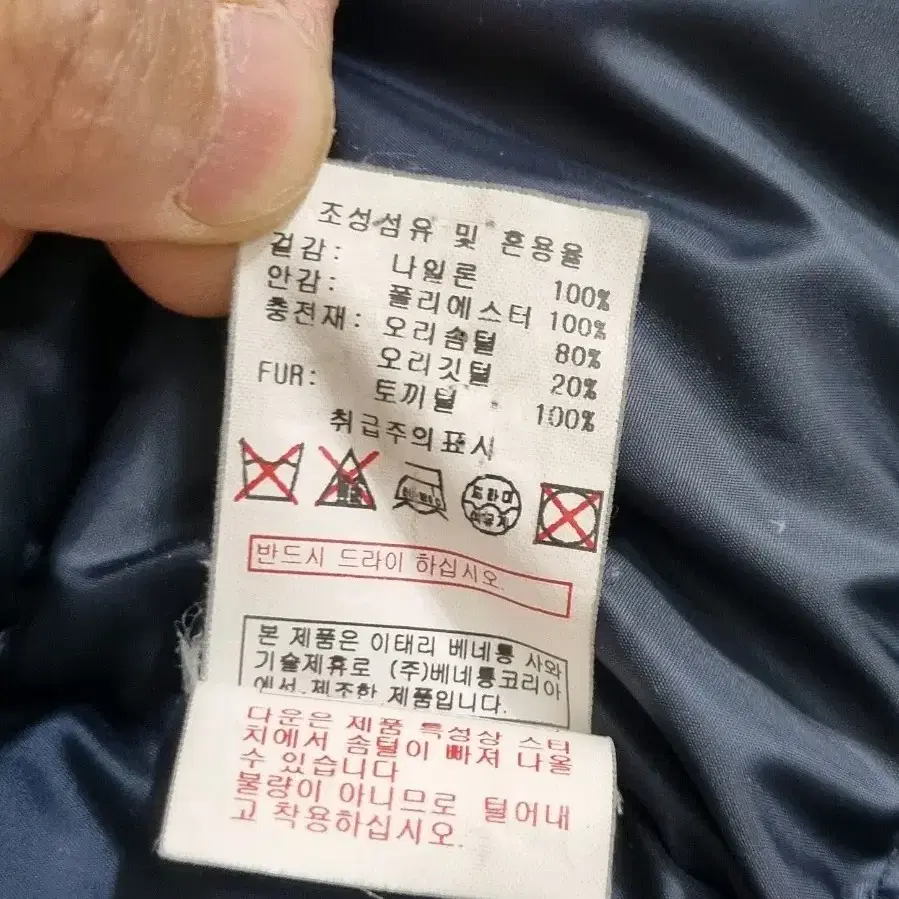 조성섬유 및 혼용율
겉감: 나일론 100%
안감: 폴리에스터 100%
충전재: 오리솜털 80%
오리깃털 20%
FUR: 토끼털 100%
취급주의표시
드라이
반드시 드라이 하십시오.
본 제품은 이태리 베네통 사와
기술제휴로 (주)베네통코리아
에서 제조한 제품입니다.
다운은 제품 특성상 스티
치에서 솜털이 빠져 나올
수 있습니다
불량이 아니므로 털어내
고 착용하십시오.